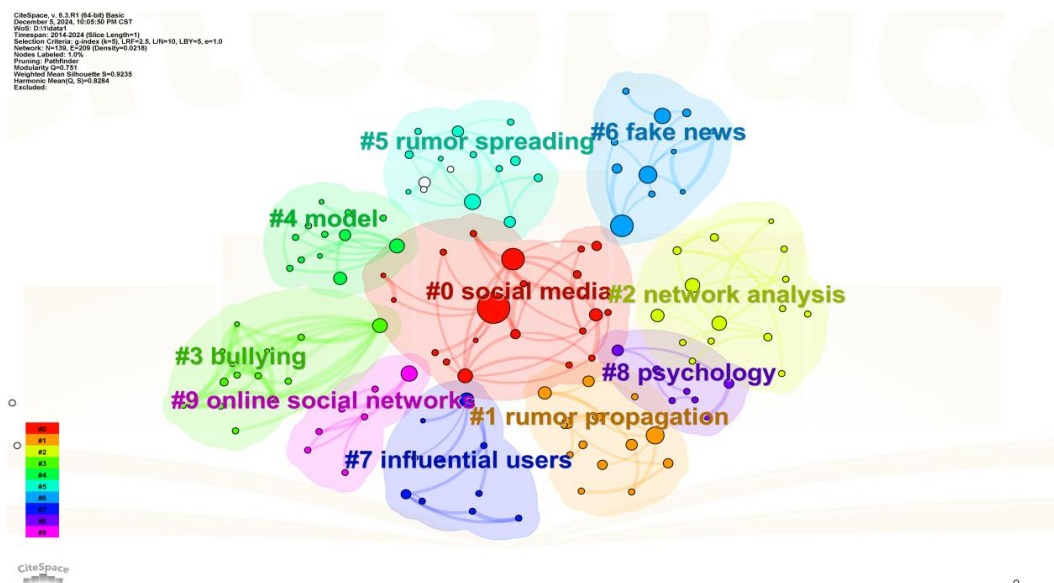 CiteSpace, v. 6.3.R1 (64-bit) Basic
December 5, 2024, 10:05:50 PM CST
WoS: D:\1\data1
Timespan: 2014-2024 (Slice Length=1)
Selection Criteria: g-index (k=5), LRF=2.5, L/N=10, LBY=5, e=1.0
Network: N=139, E=209 (Density=0.0218)
Nodes Labeled: 1.0%
Pruning: Pathfinder
Modularity Q=0.751
Weighted Mean Silhouette S=0.9235
Harmonic Mean(Q, S)=0.8284
Excluded:
#5 rumor spreading
#6 fake news
#4 model
#0 social media
#2 network analysis
#3 bullying
#8 psychology
#9 online social networks
#1 rumor propagation
#7 influential users
#0
#1
#2
#3
#4
#5
#6
#7
#8
#9
CiteSpace